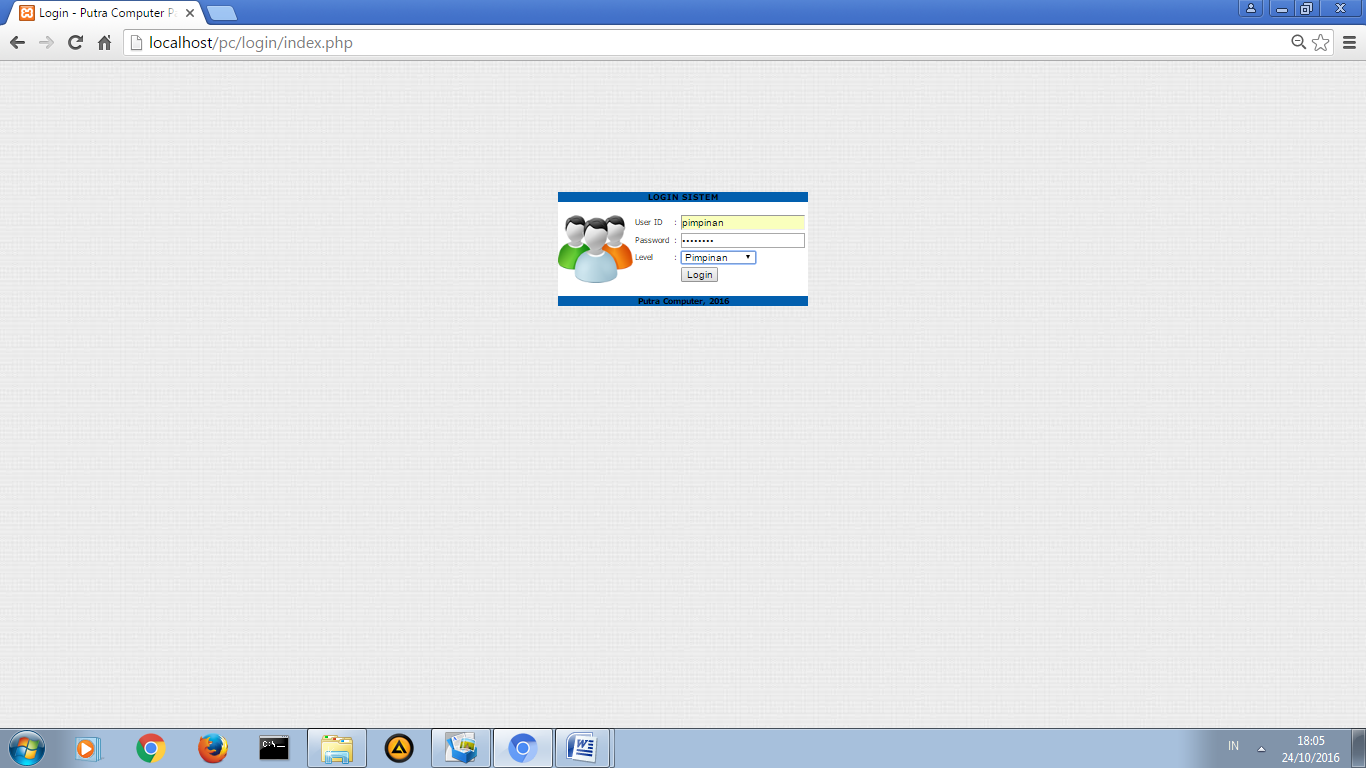 Login - Putra Computer P
localhost/pc/login/index.php
LOGIN SISTEM
User ID : pimpinan
Password : ••••••••
Level : Pimpinan
Login
Putra Computer, 2016
C:\
IN
18:05
24/10/2016